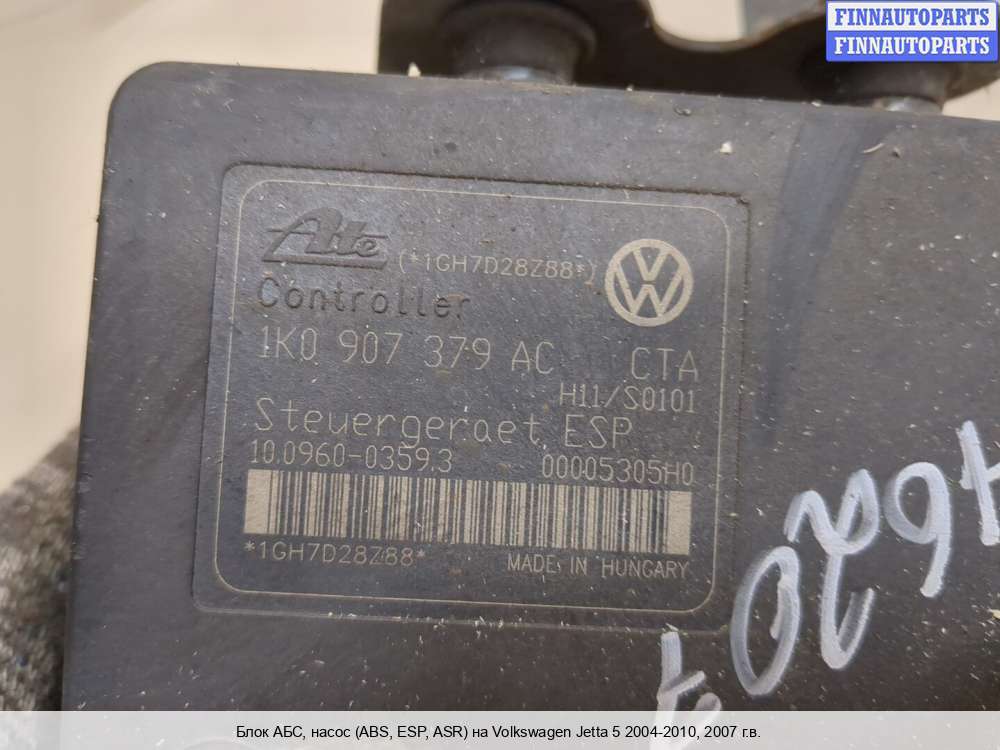 FINNAUTOPARTS
FINNAUTOPARTS
Ate
(*1GH7D28Z88*)
Controller
1K0 907 379 AC CTA
H11/S0101
Steuergeraet ESP
10.0960-0359.3 00005305H0
*1GH7D28Z88* MADE IN HUNGARY
Блок АБС, насос (ABS, ESP, ASR) на Volkswagen Jetta 5 2004-2010, 2007 г.в.